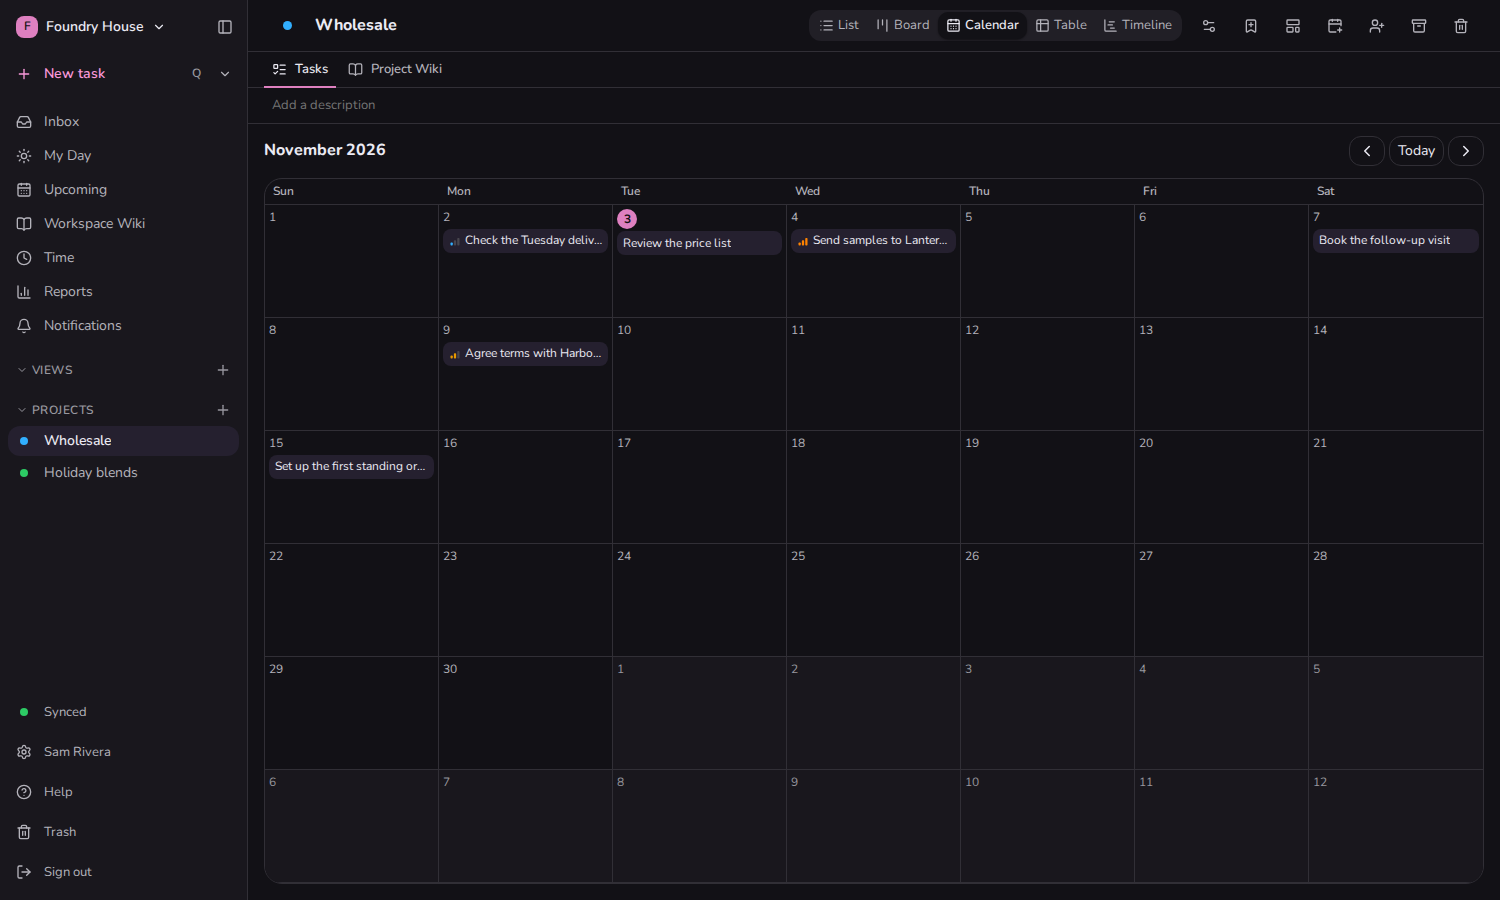 F Foundry House
New task Q
Inbox
My Day
Upcoming
Workspace Wiki
Time
Reports
Notifications
VIEWS
PROJECTS
Wholesale
Holiday blends
Synced
Sam Rivera
Help
Trash
Sign out
Wholesale
List Board Calendar Table Timeline
Tasks Project Wiki
Add a description
November 2026
Today
Sun Mon Tue Wed Thu Fri Sat
1 2 3 4 5 6 7
Check the Tuesday deliv... Review the price list Send samples to Lanter... Book the follow-up visit
8 9 10 11 12 13 14
Agree terms with Harbo...
15 16 17 18 19 20 21
Set up the first standing or...
22 23 24 25 26 27 28
29 30 1 2 3 4 5
6 7 8 9 10 11 12